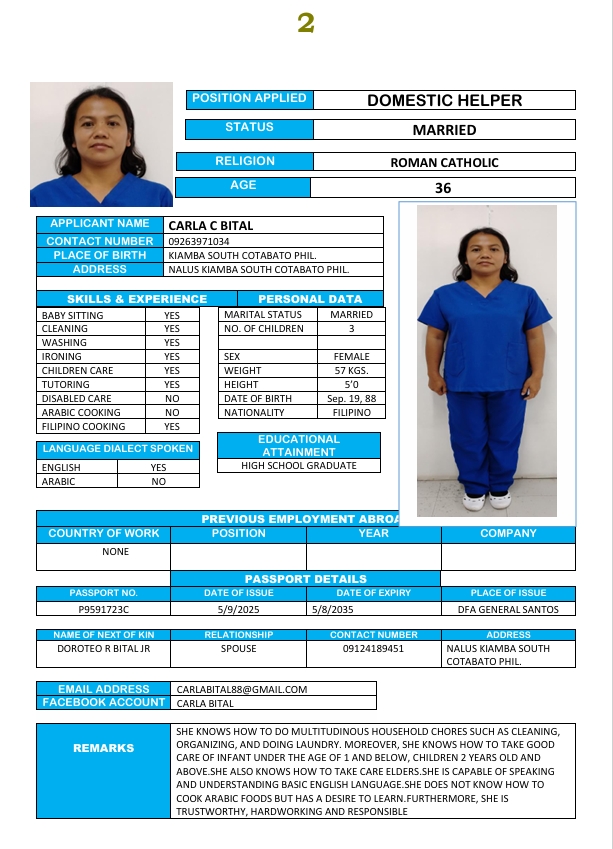 2
POSITION APPLIED DOMESTIC HELPER
STATUS MARRIED
RELIGION ROMAN CATHOLIC
AGE 36
APPLICANT NAME CARLA C BITAL
CONTACT NUMBER 09263971034
PLACE OF BIRTH KIAMBA SOUTH COTABATO PHIL.
ADDRESS NALUS KIAMBA SOUTH COTABATO PHIL.
SKILLS & EXPERIENCE PERSONAL DATA
BABY SITTING YES
CLEANING YES
WASHING YES
IRONING YES
CHILDREN CARE YES
TUTORING YES
DISABLED CARE NO
ARABIC COOKING NO
FILIPINO COOKING YES
MARITAL STATUS MARRIED
NO. OF CHILDREN 3
SEX FEMALE
WEIGHT 57 KGS.
HEIGHT 5'0
DATE OF BIRTH Sep. 19, 88
NATIONALITY FILIPINO
LANGUAGE DIALECT SPOKEN
ENGLISH YES
ARABIC NO
EDUCATIONAL
ATTAINMENT
HIGH SCHOOL GRADUATE
PREVIOUS EMPLOYMENT ABROA
COUNTRY OF WORK POSITION YEAR COMPANY
NONE
PASSPORT DETAILS
PASSPORT NO. DATE OF ISSUE DATE OF EXPIRY PLACE OF ISSUE
P9591723C 5/9/2025 5/8/2035 DFA GENERAL SANTOS
NAME OF NEXT OF KIN RELATIONSHIP CONTACT NUMBER ADDRESS
DOROTEO R BITAL JR SPOUSE 09124189451 NALUS KIAMBA SOUTH
COTABATO PHIL.
EMAIL ADDRESS CARLABITAL88@GMAIL.COM
FACEBOOK ACCOUNT CARLA BITAL
REMARKS
SHE KNOWS HOW TO DO MULTITUDINOUS HOUSEHOLD CHORES SUCH AS CLEANING,
ORGANIZING, AND DOING LAUNDRY. MOREOVER, SHE KNOWS HOW TO TAKE GOOD
CARE OF INFANT UNDER THE AGE OF 1 AND BELOW, CHILDREN 2 YEARS OLD AND
ABOVE.SHE ALSO KNOWS HOW TO TAKE CARE ELDERS.SHE IS CAPABLE OF SPEAKING
AND UNDERSTANDING BASIC ENGLISH LANGUAGE.SHE DOES NOT KNOW HOW TO
COOK ARABIC FOODS BUT HAS A DESIRE TO LEARN.FURTHERMORE, SHE IS
TRUSTWORTHY, HARDWORKING AND RESPONSIBLE